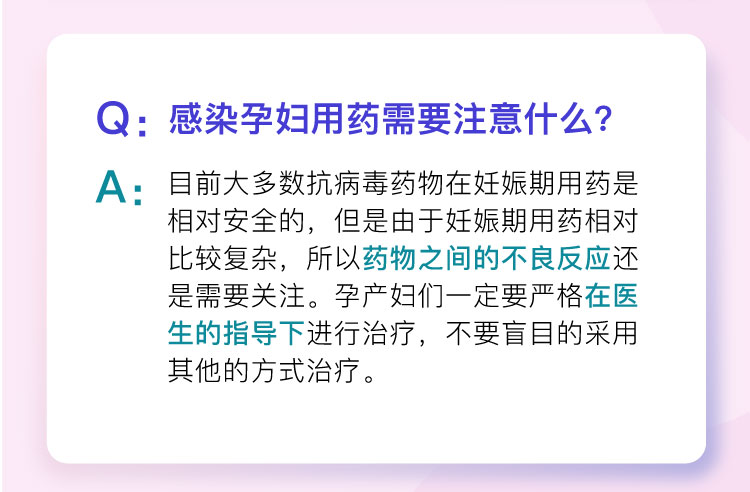 Q：感染孕妇用药需要注意什么?
A：目前大多数抗病毒药物在妊娠期用药是
相对安全的，但是由于妊娠期用药相对
比较复杂，所以药物之间的不良反应还
是需要关注。孕产妇们一定要严格在医
生的指导下进行治疗，不要盲目的采用
其他的方式治疗。